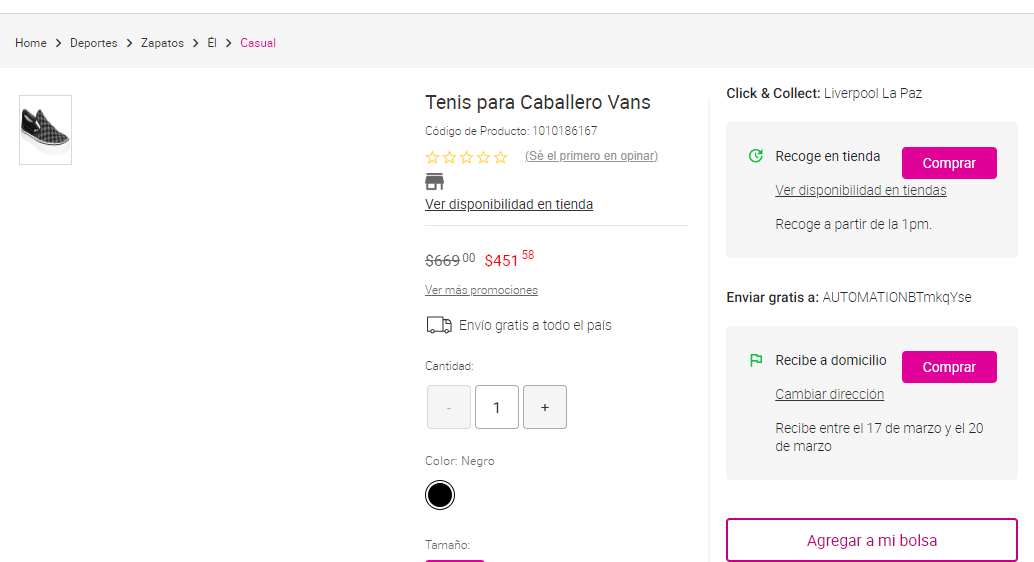 Home > Deportes > Zapatos > Él > Casual
Tenis para Caballero Vans
Código de Producto: 1010186167
(Sé el primero en opinar)
Ver disponibilidad en tienda
$669 00 $451 58
Ver más promociones
Envío gratis a todo el país
Cantidad:
- 1 +
Color: Negro
Tamaño:
Click & Collect: Liverpool La Paz
Recoge en tienda
Comprar
Ver disponibilidad en tiendas
Recoge a partir de la 1pm.
Enviar gratis a: AUTOMATIONBTmkqYse
Recibe a domicilio
Comprar
Cambiar dirección
Recibe entre el 17 de marzo y el 20
de marzo
Agregar a mi bolsa